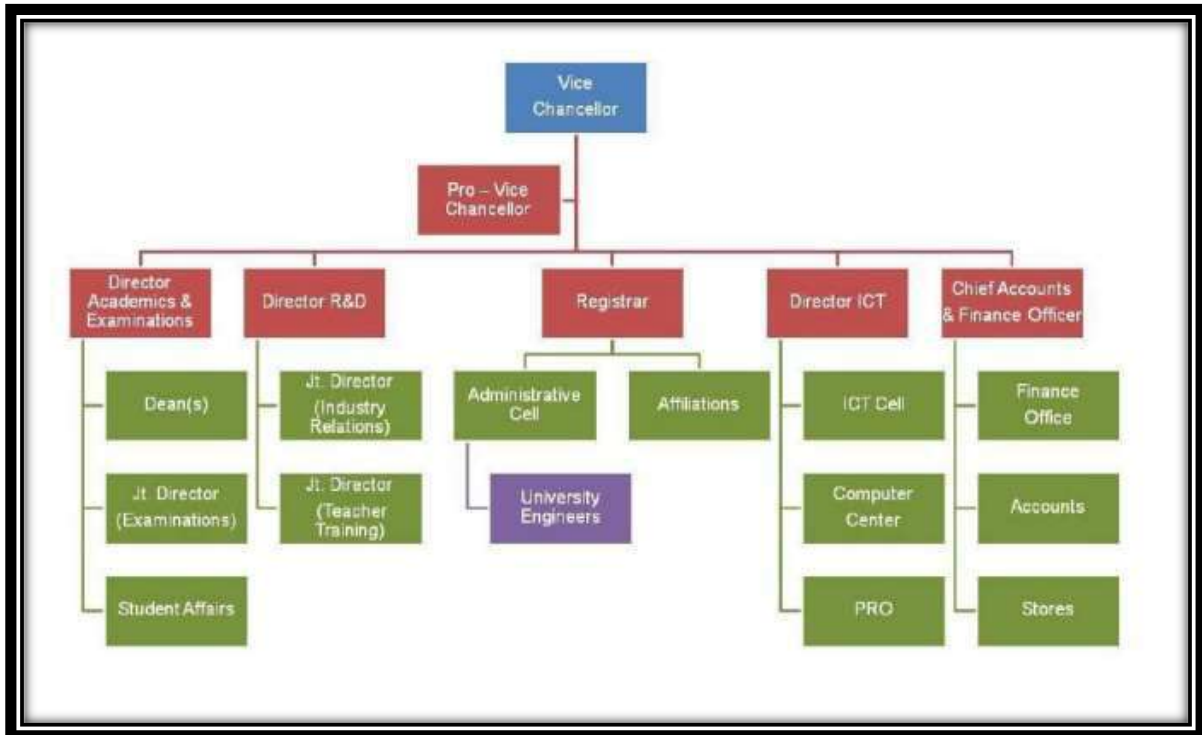 Vice
Chancellor
Pro – Vice
Chancellor
Director
Academics &
Examinations
Director R&D
Registrar
Director ICT
Chief Accounts
& Finance Officer
Dean(s)
Jt. Director
(Industry
Relations)
Administrative
Cell
Affiliations
ICT Cell
Finance
Office
Jt. Director
(Examinations)
Jt. Director
(Teacher
Training)
University
Engineers
Computer
Center
Accounts
Student Affairs
PRO
Stores